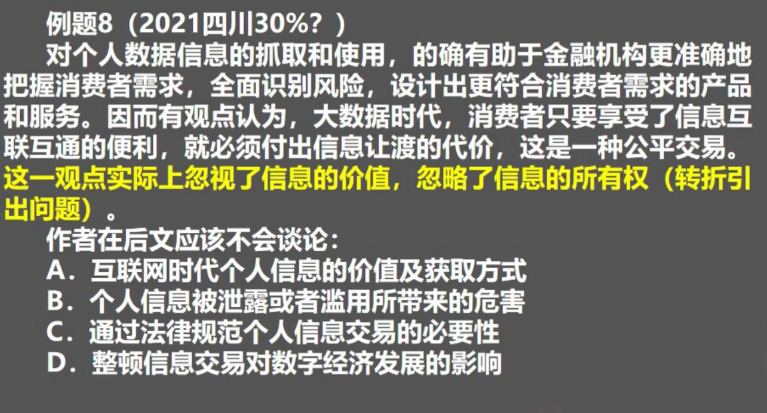 例题8（2021四川30%？）
对个人数据信息的抓取和使用，的确有助于金融机构更准确地
把握消费者需求，全面识别风险，设计出更符合消费者需求的产品
和服务。因而有观点认为，大数据时代，消费者只要享受了信息互
联互通的便利，就必须付出信息让渡的代价，这是一种公平交易。
这一观点实际上忽视了信息的价值，忽略了信息的所有权（转折引
出问题）。
作者在后文应该不会谈论：
A．互联网时代个人信息的价值及获取方式
B．个人信息被泄露或者滥用所带来的危害
C．通过法律规范个人信息交易的必要性
D．整顿信息交易对数字经济发展的影响